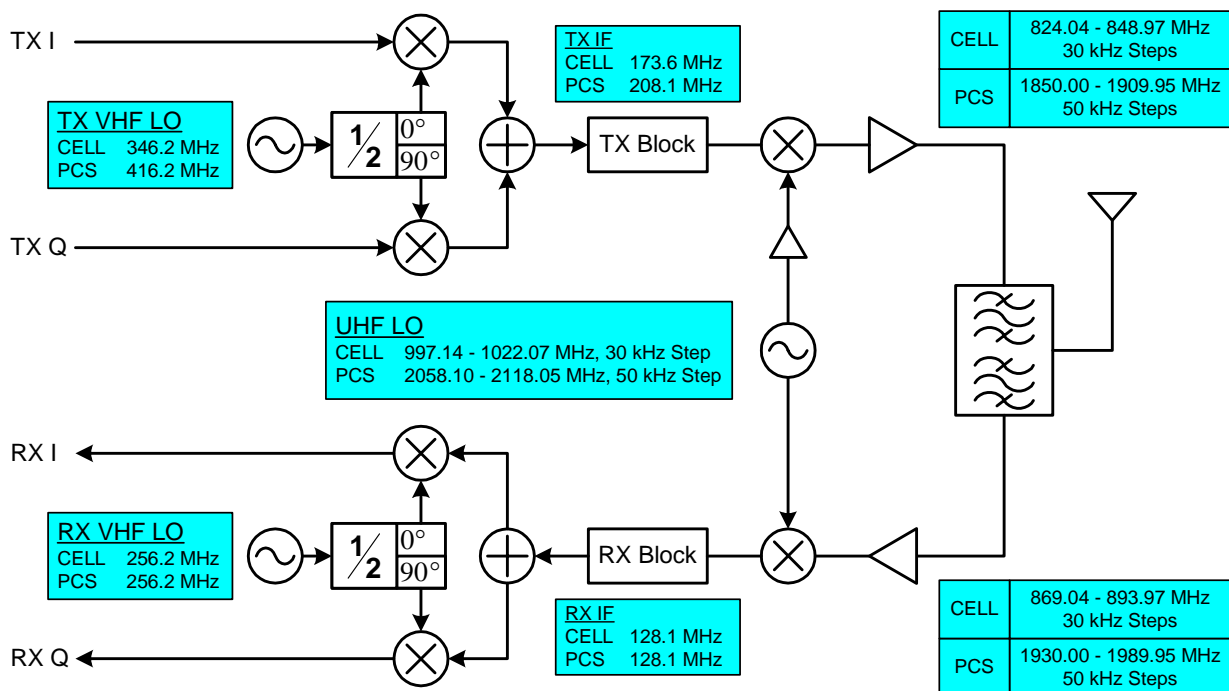 TX I
TX VHF LO
CELL 346.2 MHz
PCS 416.2 MHz
1/2
0°
90°
TX Q
TX IF
CELL 173.6 MHz
PCS 208.1 MHz
TX Block
CELL
824.04 - 848.97 MHz
30 kHz Steps
PCS
1850.00 - 1909.95 MHz
50 kHz Steps
UHF LO
CELL 997.14 - 1022.07 MHz, 30 kHz Step
PCS 2058.10 - 2118.05 MHz, 50 kHz Step
RX I
RX VHF LO
CELL 256.2 MHz
PCS 256.2 MHz
1/2
0°
90°
RX Q
RX Block
RX IF
CELL 128.1 MHz
PCS 128.1 MHz
CELL
869.04 - 893.97 MHz
30 kHz Steps
PCS
1930.00 - 1989.95 MHz
50 kHz Steps